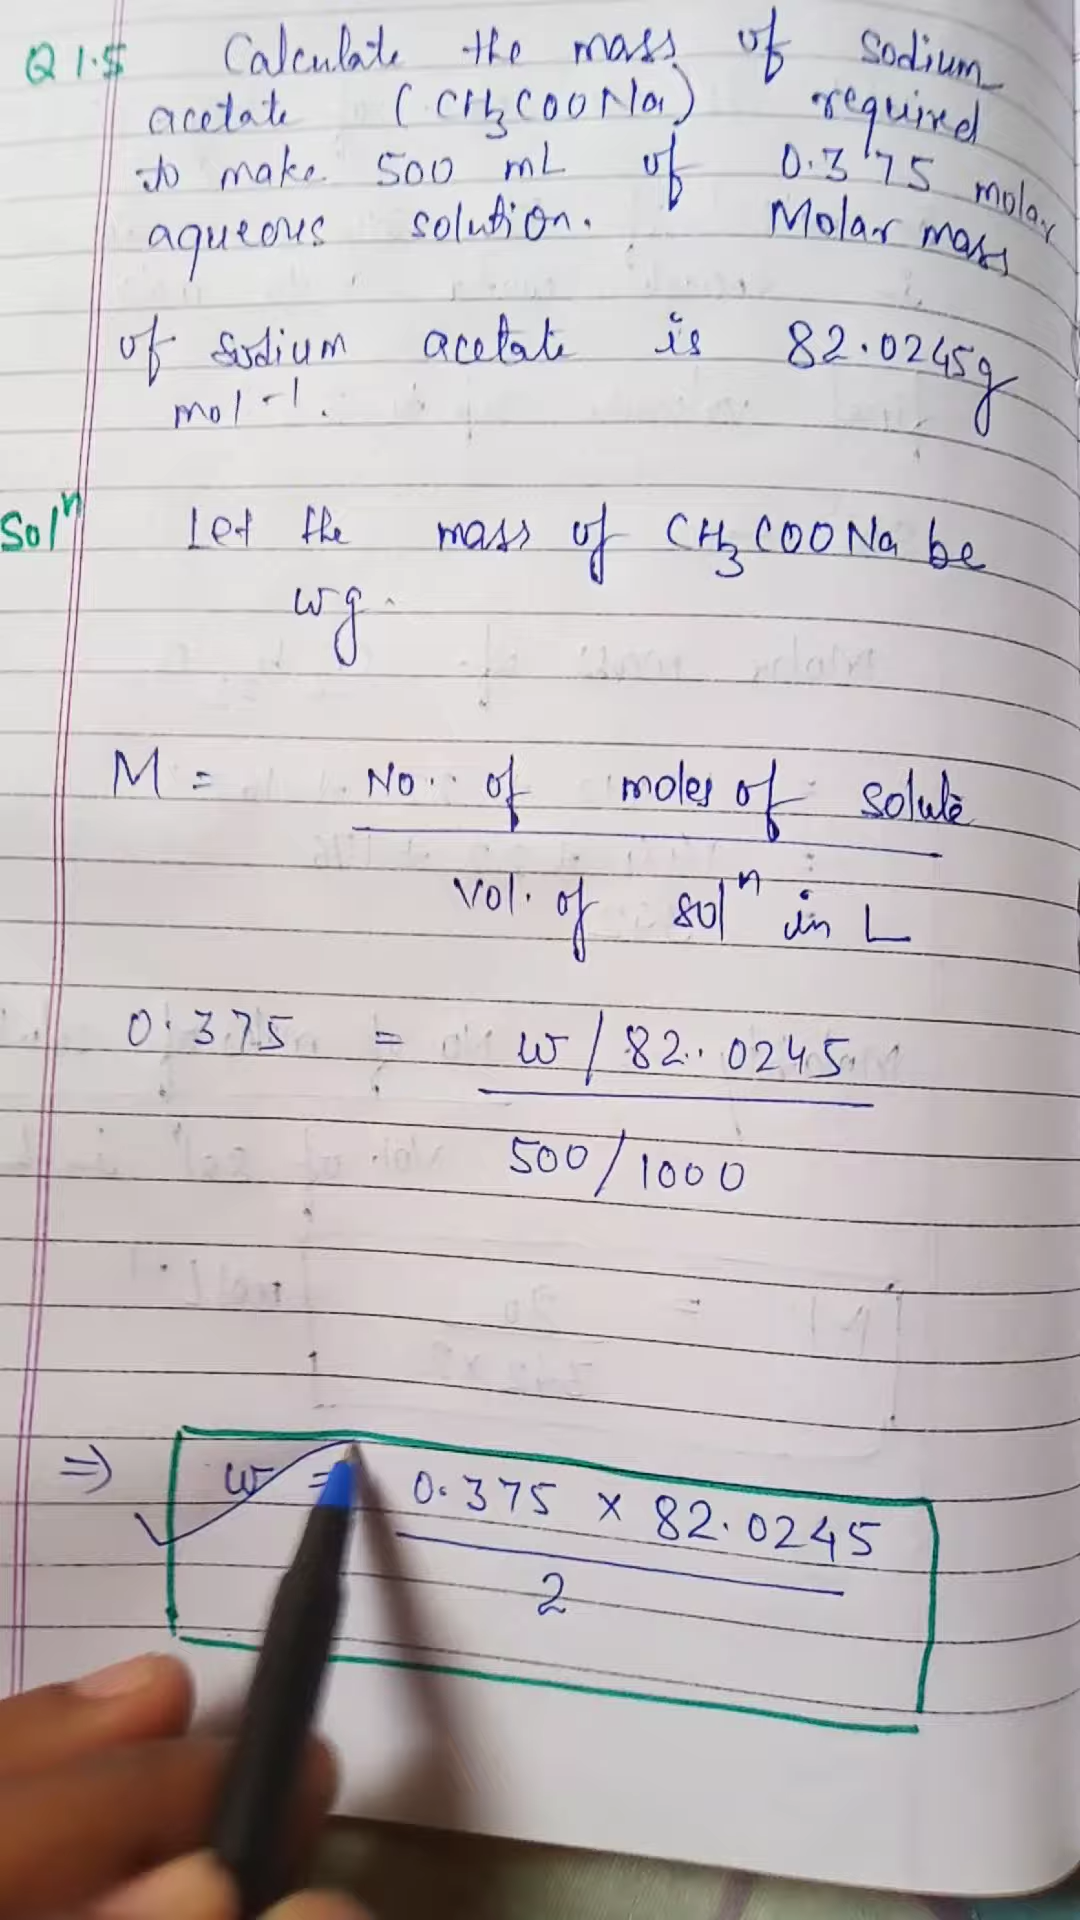 Q 1.5 Calculate the mass of sodium
acetate (CH₃COONa) required
to make 500 mL of 0.375 molar
aqueous solution. Molar mass
of sodium acetate is 82.0245g
mol⁻¹.
Solⁿ Let the mass of CH₃COONa be
wg.
M = No. of moles of solute
Vol. of solⁿ in L
0.375 = w / 82.0245
500/1000
⇒ w = 0.375 × 82.0245
2